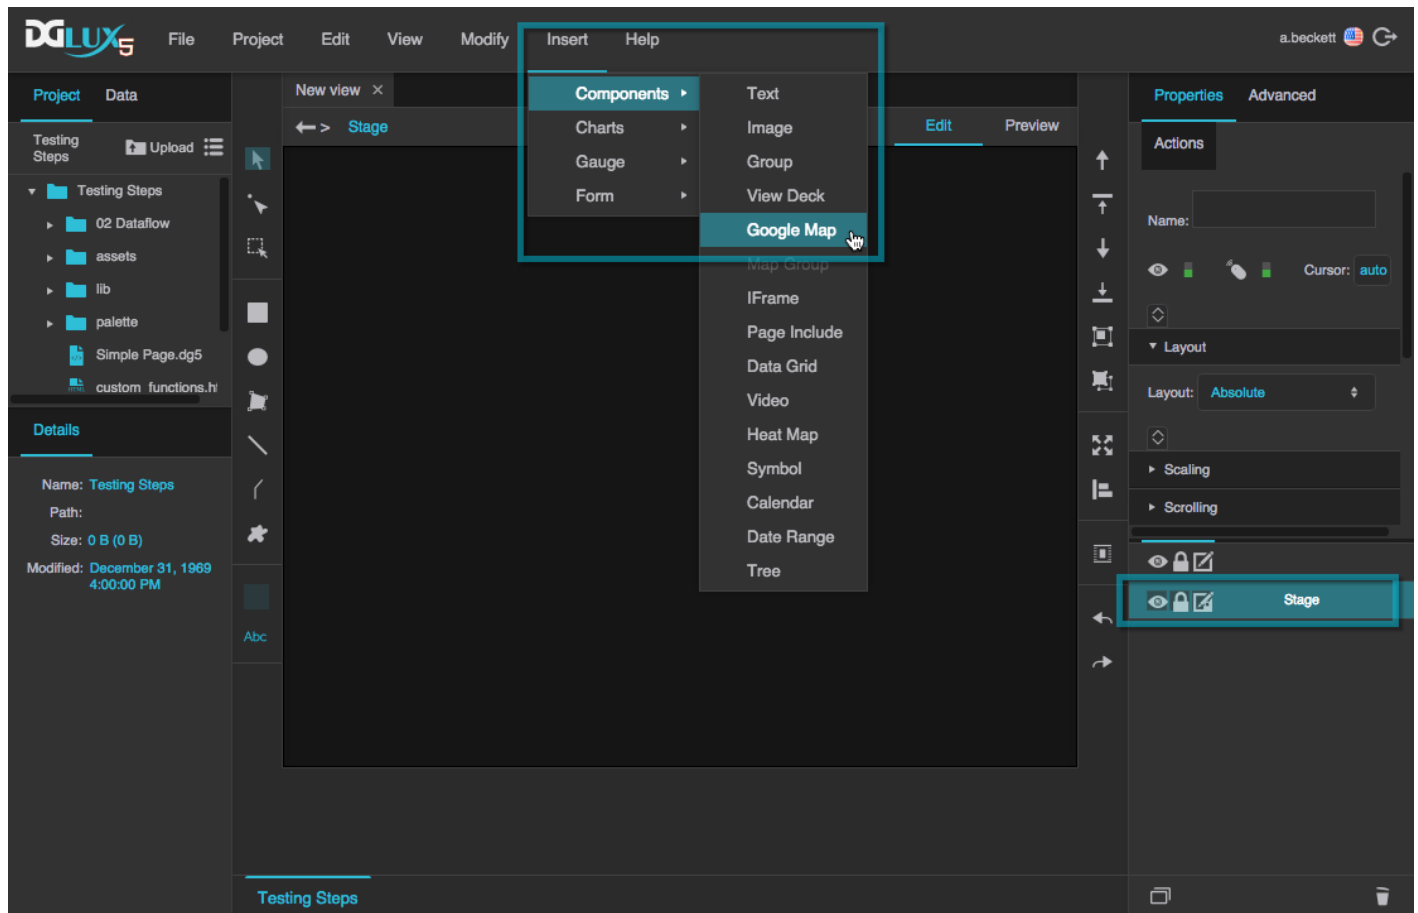 DGLUX5
File Project Edit View Modify Insert Help
a.beckett
Project Data
Testing
Steps
Upload
Testing Steps
02 Dataflow
assets
lib
palette
Simple Page.dg5
custom_functions.h
Details
Name: Testing Steps
Path:
Size: 0 B (0 B)
Modified: December 31, 1969
4:00:00 PM
Abc
New view ×
Stage
Edit Preview
Components
Charts
Gauge
Form
Text
Image
Group
View Deck
Google Map
Map Group
IFrame
Page Include
Data Grid
Video
Heat Map
Symbol
Calendar
Date Range
Tree
Testing Steps
Properties Advanced
Actions
Name:
Cursor: auto
Layout
Layout: Absolute
Scaling
Scrolling
Stage